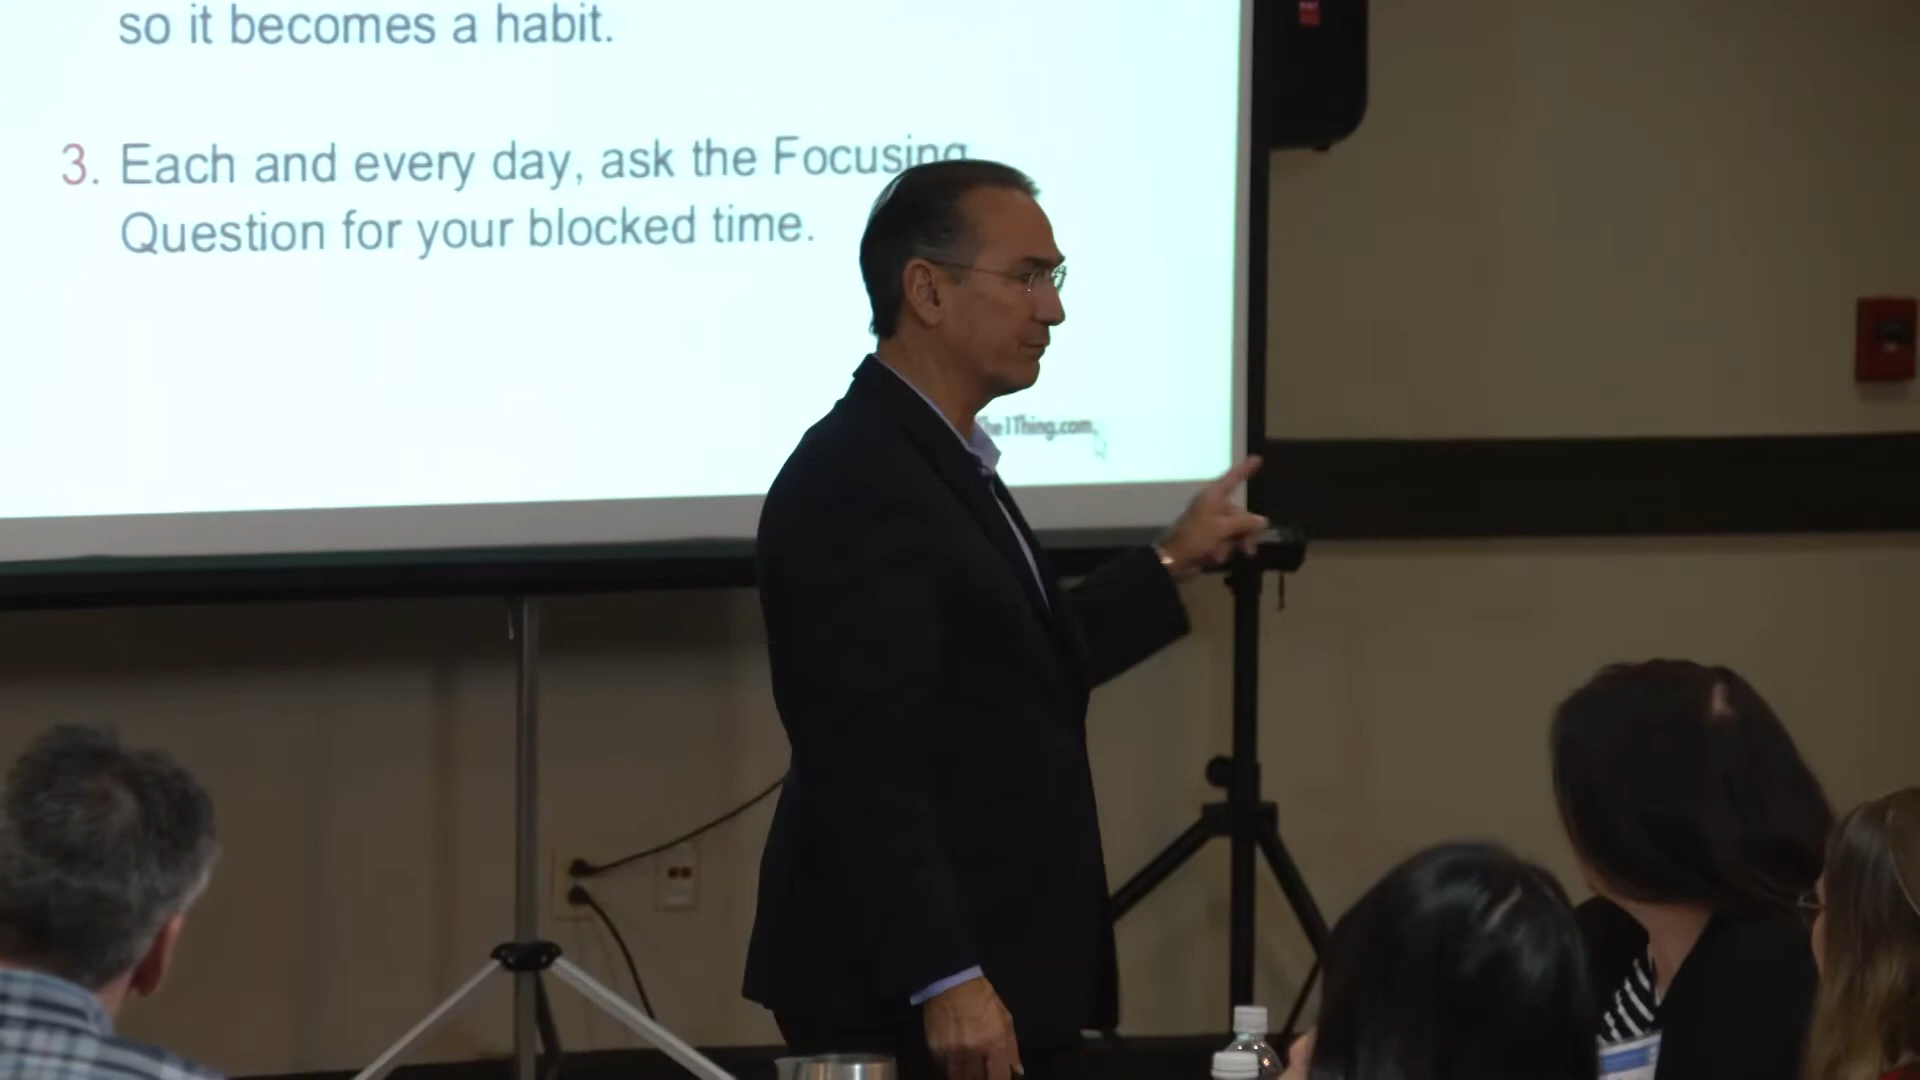 so it becomes a habit.
3. Each and every day, ask the Focusing
Question for your blocked time.
The1Thing.com